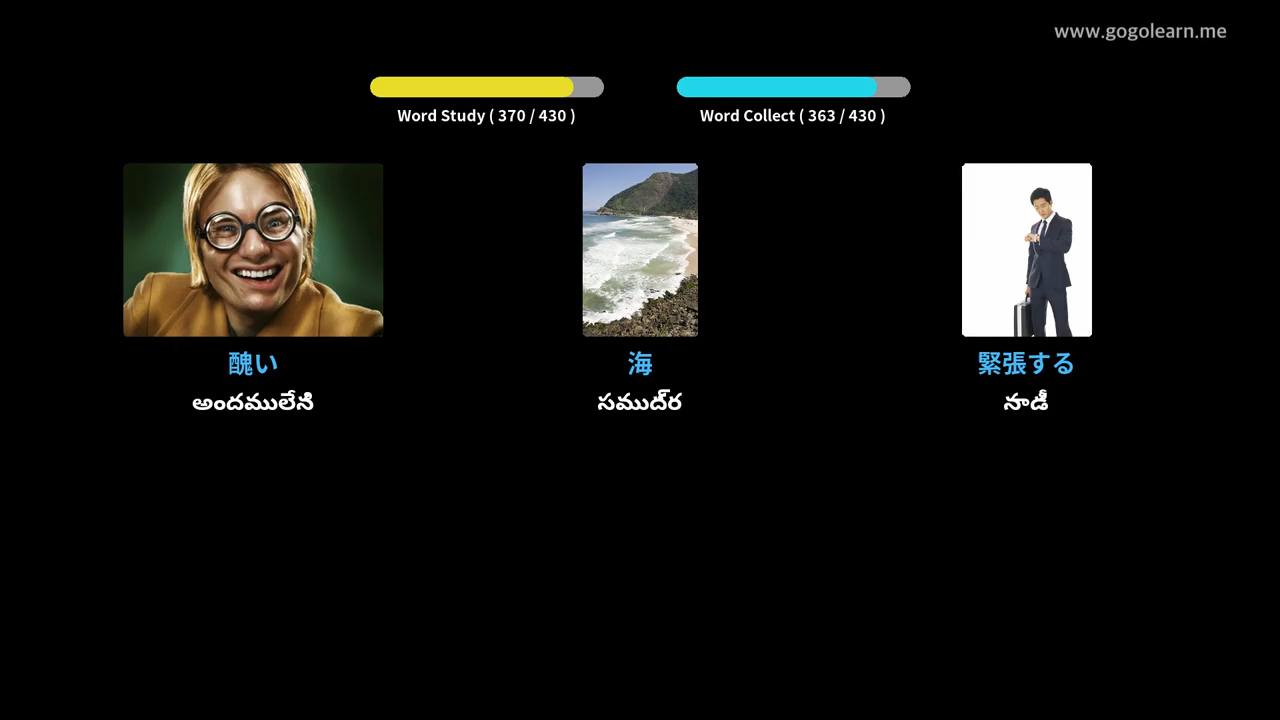 www.gogolearn.me
Word Study ( 370 / 430 )
Word Collect ( 363 / 430 )
醜い
海
緊張する
అందములేని
సముద్ర
నాడీ